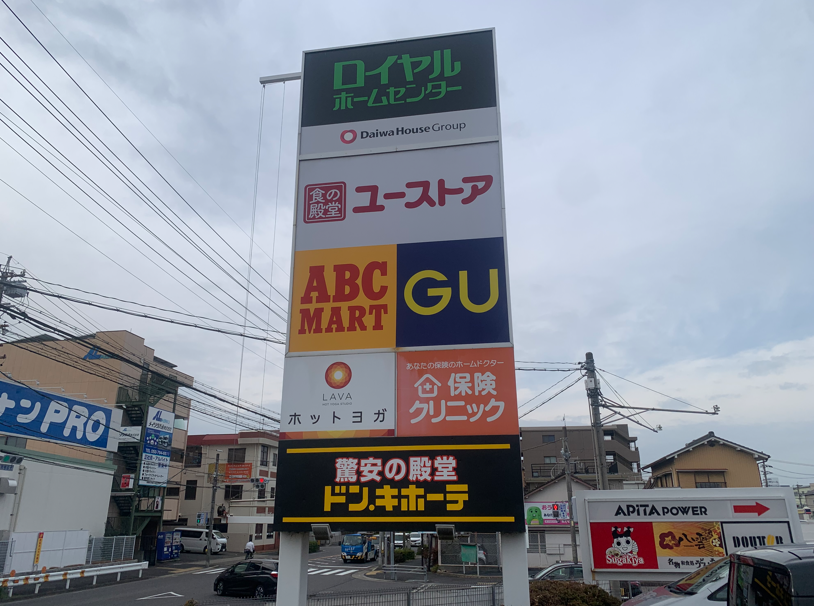 ロイヤル
ホームセンター
Daiwa House Group
食の
殿堂
ユーストア
ABC
MART
GU
LAVA
ホットヨガ
あなたの保険のホームドクター
保険
クリニック
驚安の殿堂
ドン.キホーテ
ナンPRO
APiTA POWER
Sugakiya